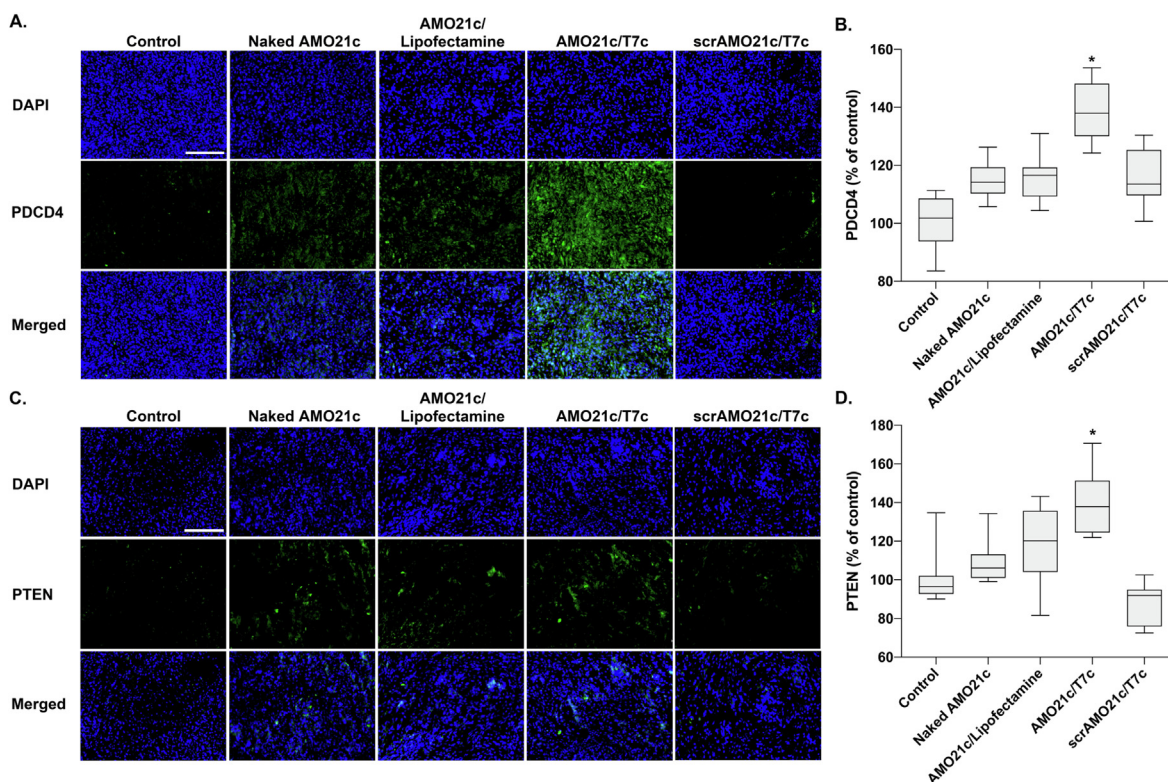 A.
Control
Naked AMO21c
AMO21c/
Lipofectamine
AMO21c/T7c
scrAMO21c/T7c
DAPI
PDCD4
Merged
B.
PDCD4 (% of control)
160
140
120
100
80
*
Control
Naked AMO21c
AMO21c/Lipofectamine
AMO21c/T7c
scrAMO21c/T7c
C.
Control
Naked AMO21c
AMO21c/
Lipofectamine
AMO21c/T7c
scrAMO21c/T7c
DAPI
PTEN
Merged
D.
PTEN (% of control)
180
160
140
120
100
80
60
*
Control
Naked AMO21c
AMO21c/Lipofectamine
AMO21c/T7c
scrAMO21c/T7c